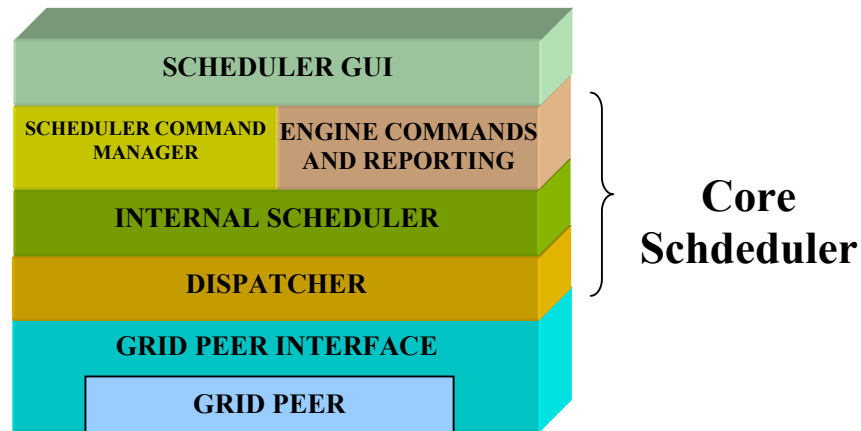 SCHEDULER GUI
SCHEDULER COMMAND
MANAGER
ENGINE COMMANDS
AND REPORTING
INTERNAL SCHEDULER
DISPATCHER
GRID PEER INTERFACE
GRID PEER
Core
Schdeduler